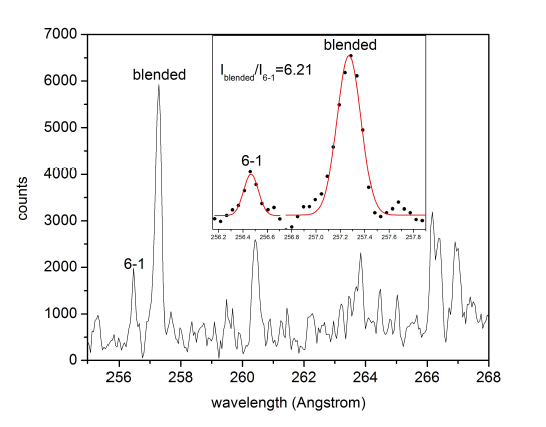 7000
6000
5000
4000
3000
2000
1000
0
counts
256 258 260 262 264 266 268
wavelength (Angstrom)
blended
6-1
blended
I blended/I 6-1=6.21
6-1
256.2 256.4 256.6 256.8 257.0 257.2 257.4 257.6 257.8